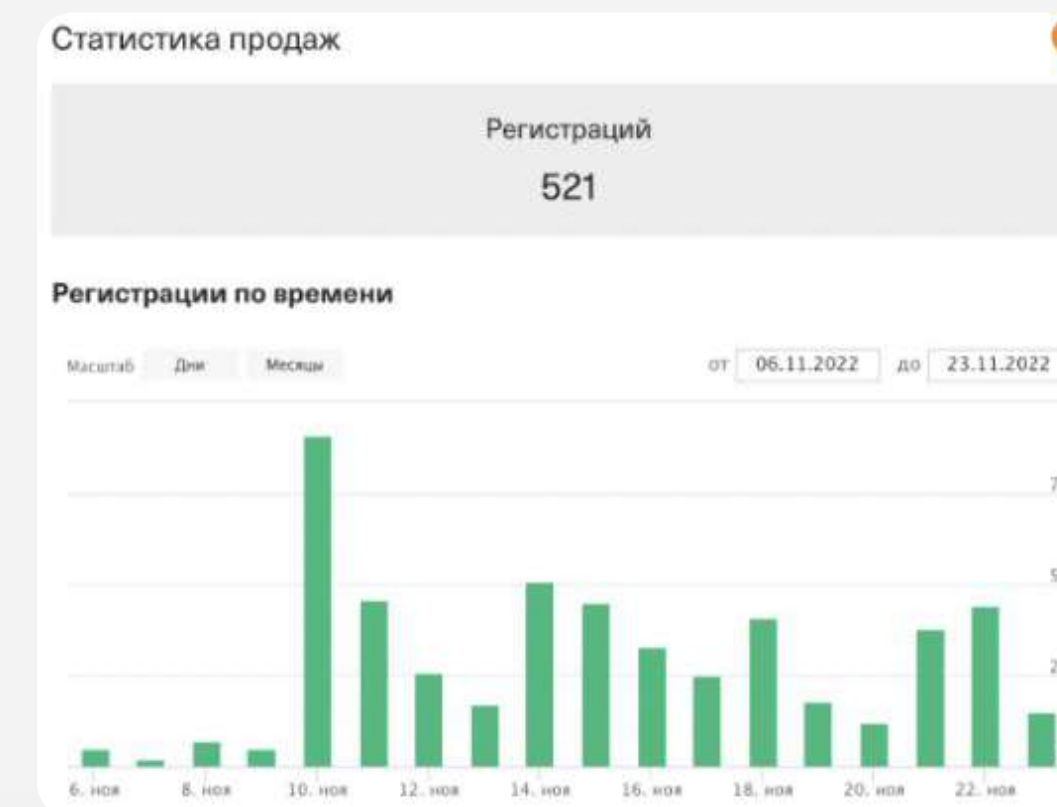 Статистика продаж
Регистраций
521
Регистрации по времени
Масштаб Дни Месяцы от 06.11.2022 до 23.11.2022
6. ноя 8. ноя 10. ноя 12. ноя 14. ноя 16. ноя 18. ноя 20. ноя 22. ноя